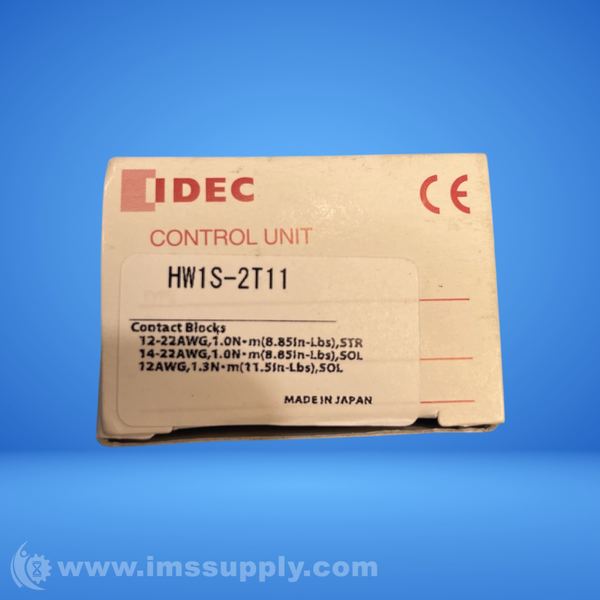 IDEC
CE
CONTROL UNIT
HW1S-2T11
Contact Blocks
12-22AWG,1.0N·m(8.85In-Lbs),STR
14-22AWG,1.0N·m(8.85In-Lbs),SOL
12AWG,1.3N·m(11.5In-Lbs),SOL
MADE IN JAPAN
www.imssupply.com